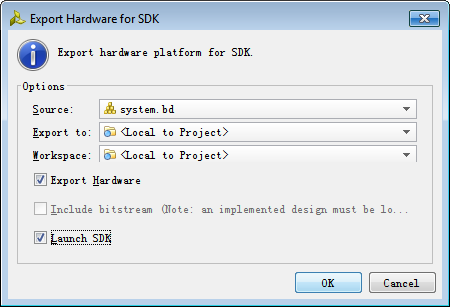 Export Hardware for SDK
Export hardware platform for SDK.
Options
Source: system.bd
Export to: <Local to Project>
Workspace: <Local to Project>
Export Hardware
Include bitstream (Note: an implemented design must be lo...
Launch SDK
OK Cancel